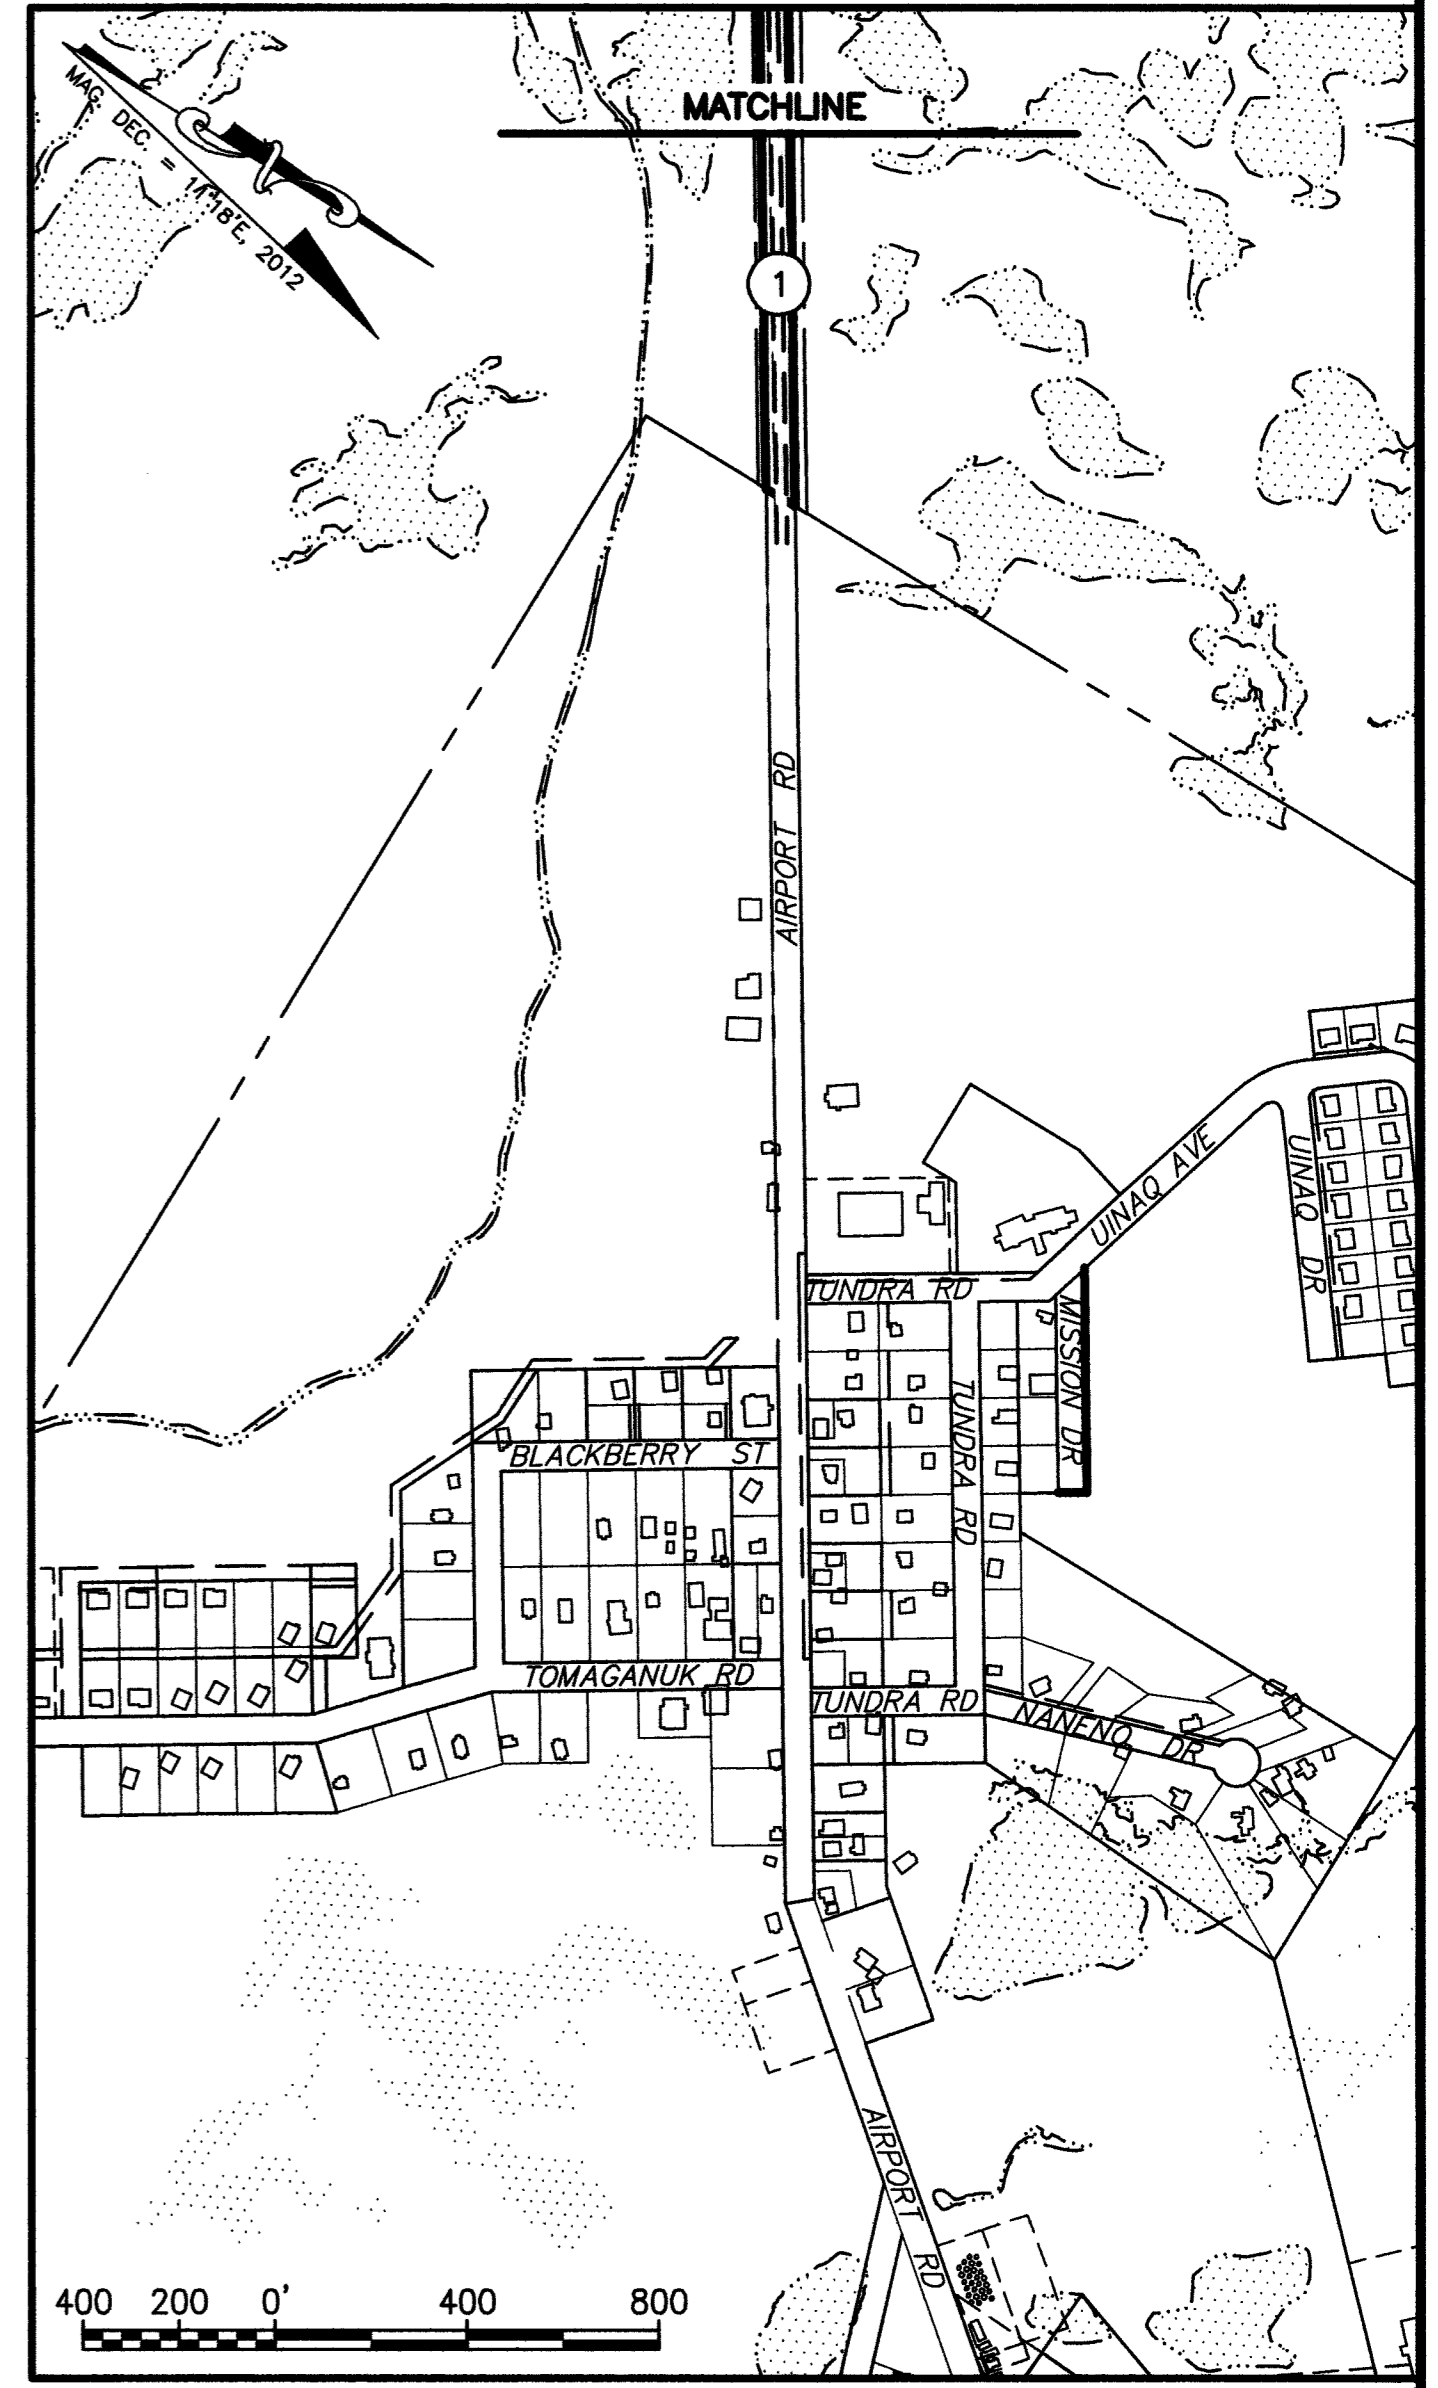 MATCHLINE
MAG. DEC. = 14°18'E, 2012
1
AIRPORT RD
UINAQ AVE
UINAQ DR
TUNDRA RD
MISSION DR
TUNDRA RD
BLACKBERRY ST
TOMAGANUK RD
TUNDRA RD
NANENQ DR
AIRPORT RD
400 200 0' 400 800